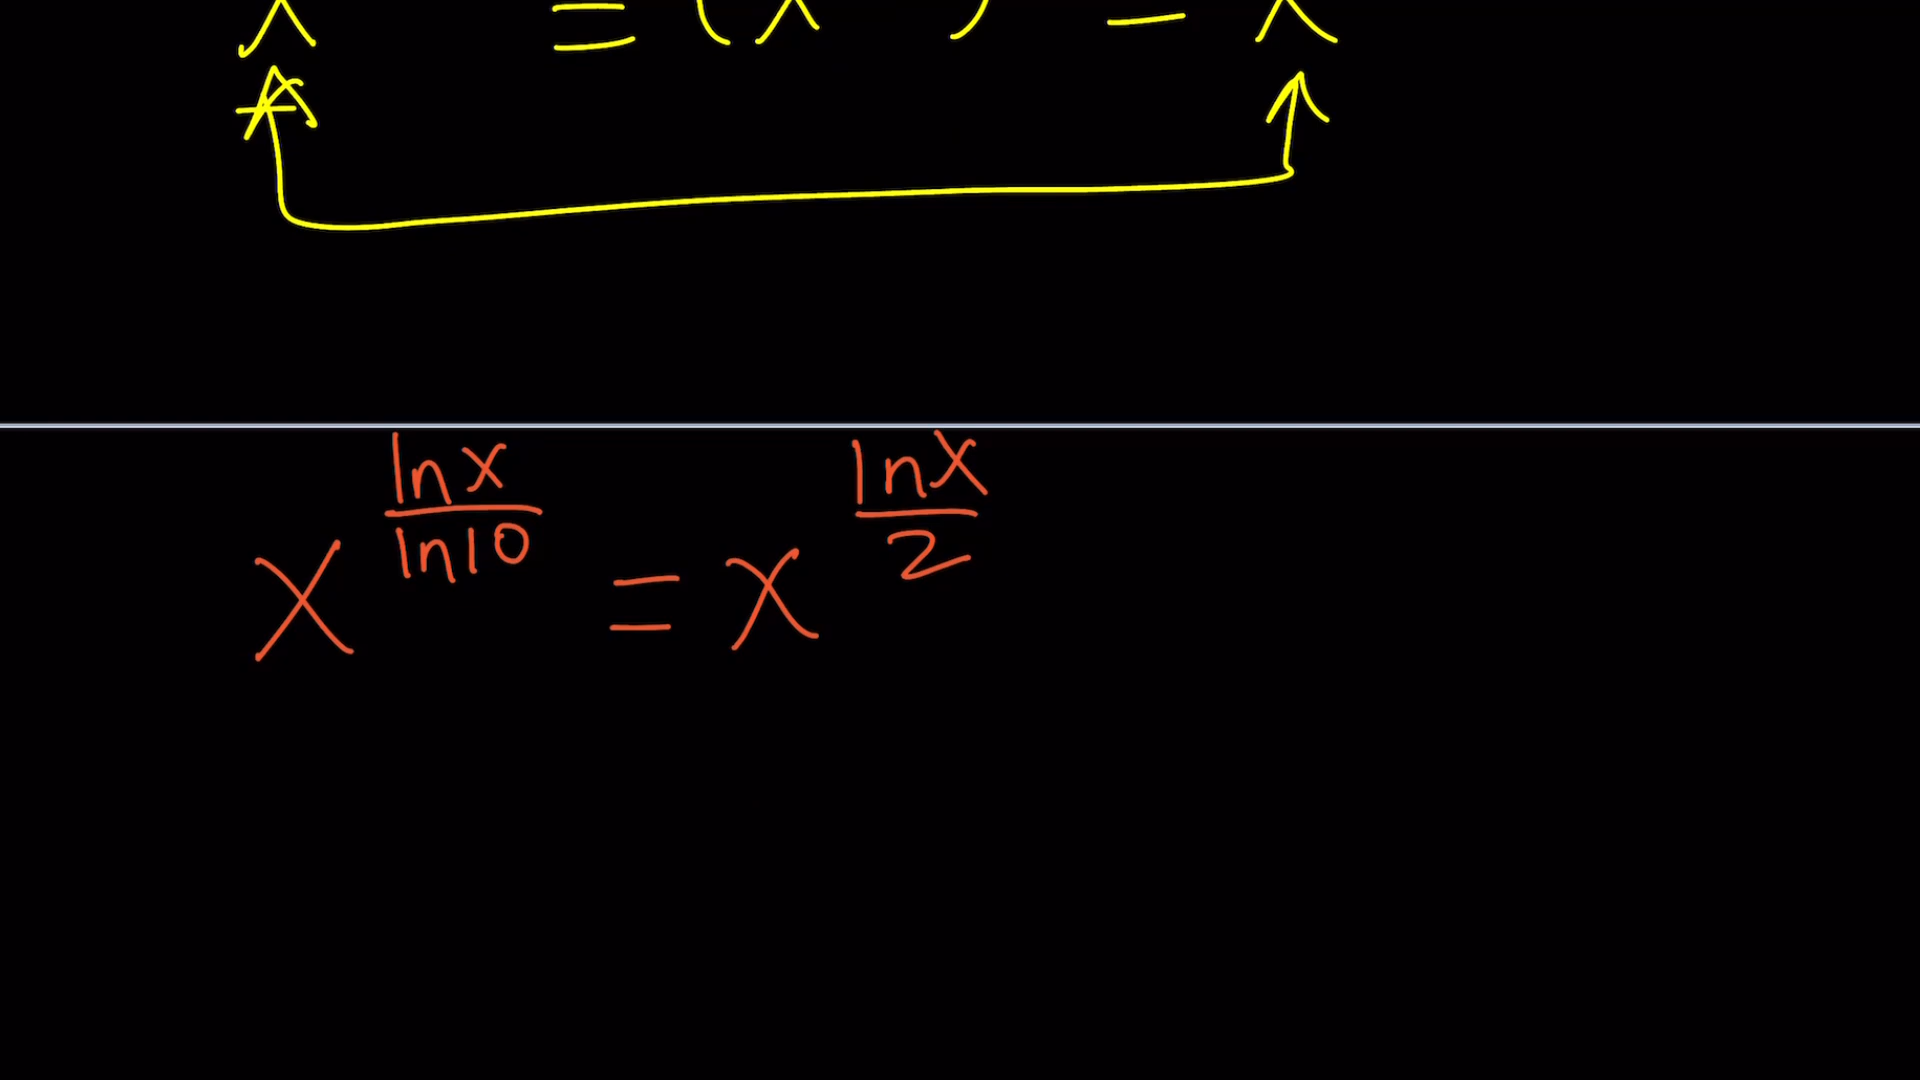 x = (x ) = x
x^(ln x / ln 10) = x^(ln x / 2)